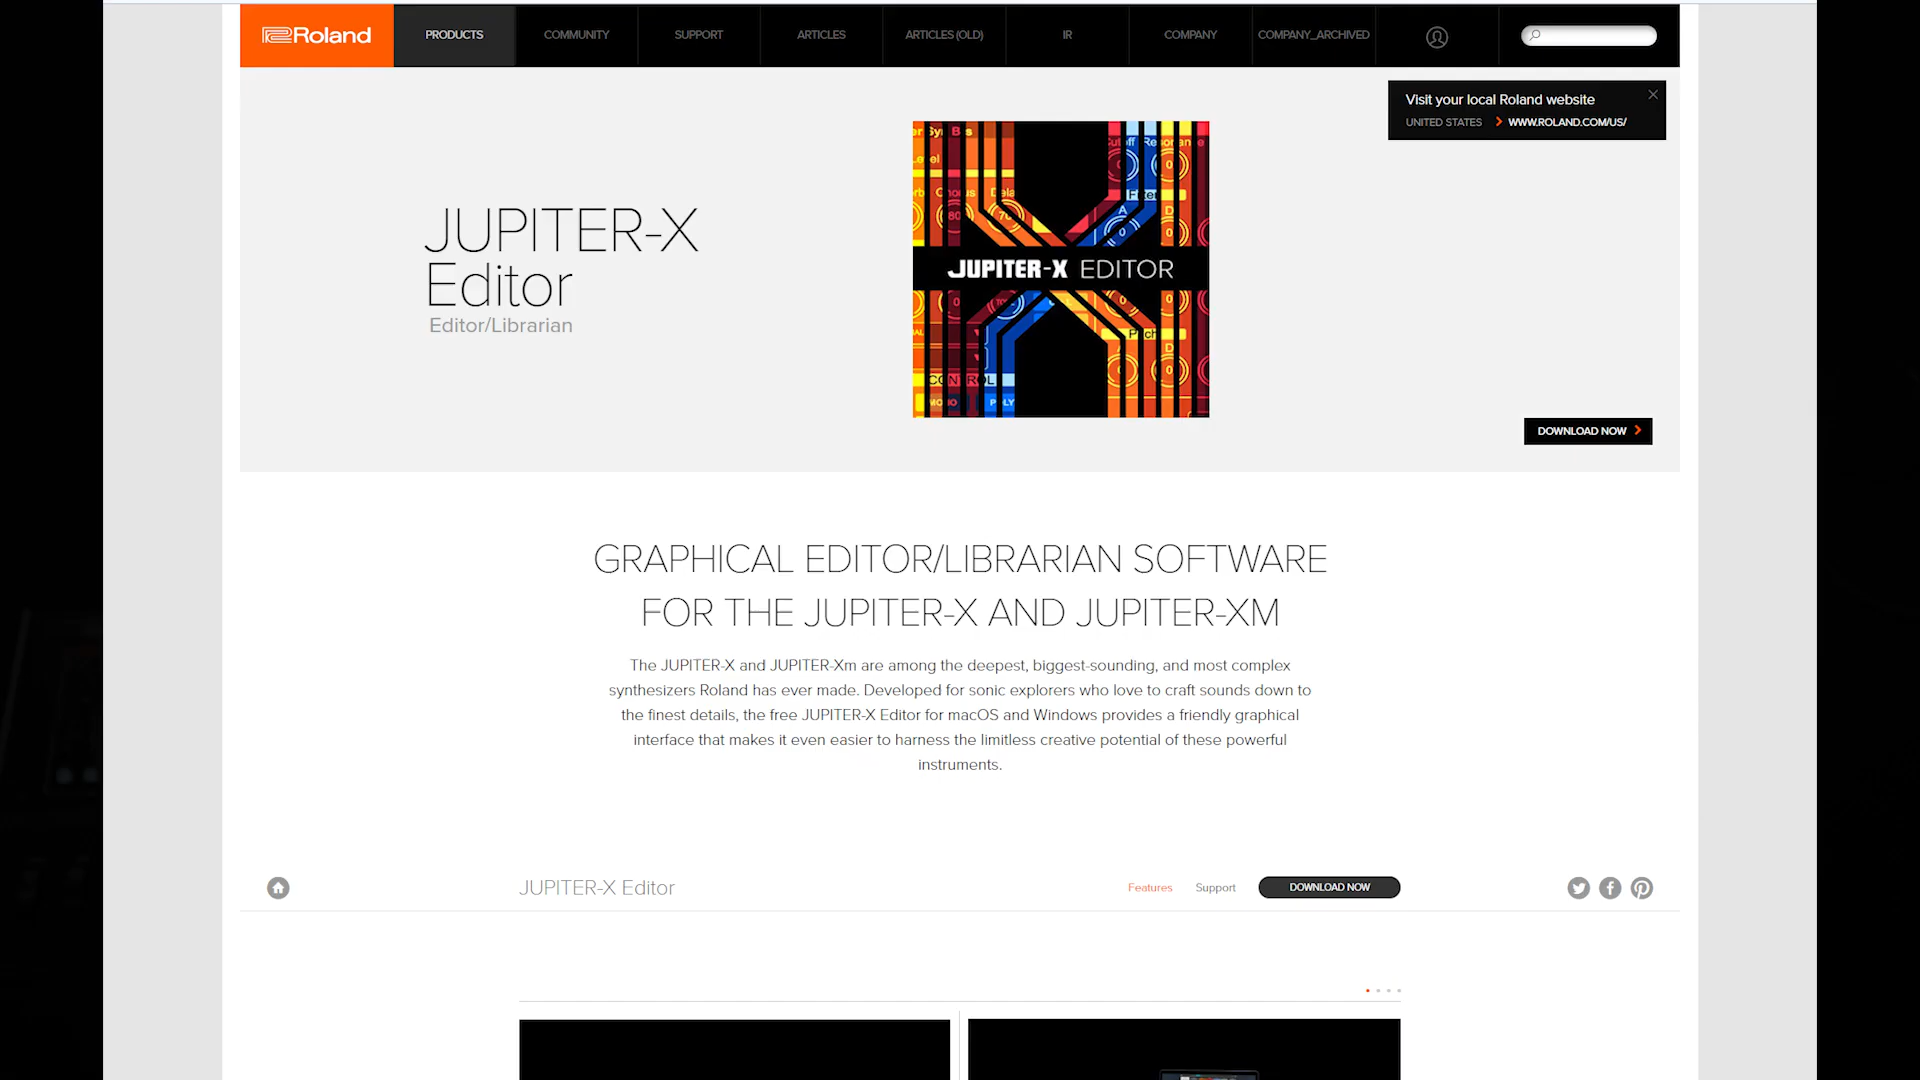 Roland
PRODUCTS
COMMUNITY
SUPPORT
ARTICLES
ARTICLES (OLD)
IR
COMPANY
COMPANY_ARCHIVED
Visit your local Roland website
UNITED STATES > WWW.ROLAND.COM/US/
JUPITER-X
Editor
Editor/Librarian
JUPITER-X EDITOR
DOWNLOAD NOW
GRAPHICAL EDITOR/LIBRARIAN SOFTWARE
FOR THE JUPITER-X AND JUPITER-XM
The JUPITER-X and JUPITER-Xm are among the deepest, biggest-sounding, and most complex
synthesizers Roland has ever made. Developed for sonic explorers who love to craft sounds down to
the finest details, the free JUPITER-X Editor for macOS and Windows provides a friendly graphical
interface that makes it even easier to harness the limitless creative potential of these powerful
instruments.
JUPITER-X Editor
Features
Support
DOWNLOAD NOW